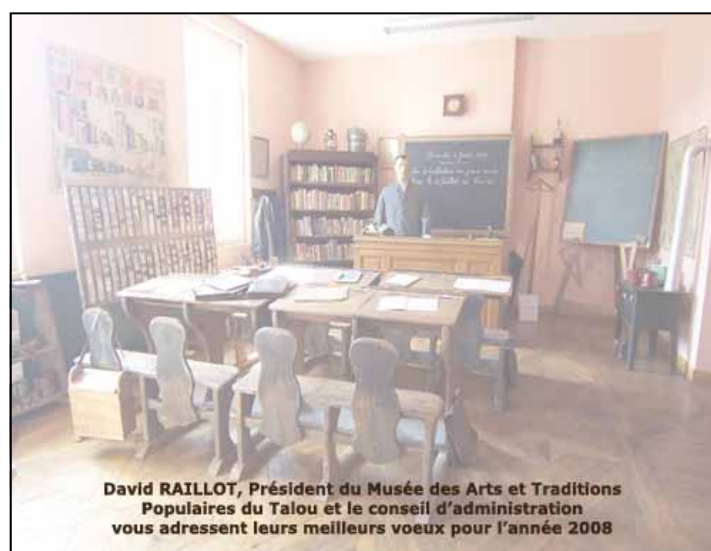 David RAILLOT, Président du Musée des Arts et Traditions
Populaires du Talou et le conseil d'administration
vous adressent leurs meilleurs voeux pour l'année 2008